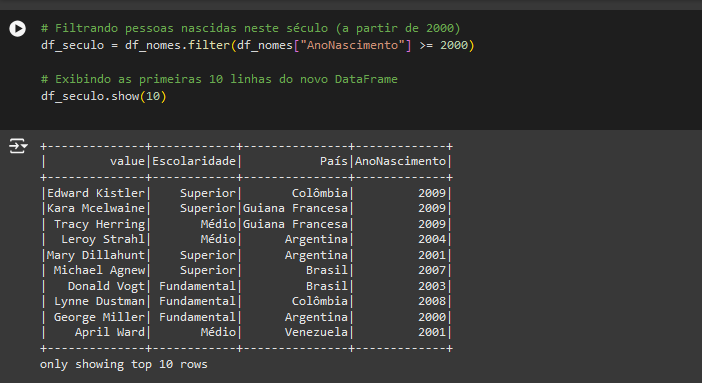 # Filtrando pessoas nascidas neste século (a partir de 2000)
df_seculo = df_nomes.filter(df_nomes["AnoNascimento"] >= 2000)
# Exibindo as primeiras 10 linhas do novo DataFrame
df_seculo.show(10)
+--------------+------------+--------------+-------------+
|         value|Escolaridade|          País|AnoNascimento|
+--------------+------------+--------------+-------------+
|Edward Kistler|    Superior|      Colômbia|         2009|
|Kara Mcelwaine|    Superior|Guiana Francesa|         2009|
| Tracy Herring|       Médio|Guiana Francesa|         2009|
|  Leroy Strahl|       Médio|     Argentina|         2004|
|Mary Dillahunt|    Superior|     Argentina|         2001|
| Michael Agnew|    Superior|        Brasil|         2007|
|   Donald Vogt| Fundamental|        Brasil|         2003|
| Lynne Dustman| Fundamental|      Colômbia|         2008|
| George Miller| Fundamental|     Argentina|         2000|
|    April Ward|       Médio|     Venezuela|         2001|
+--------------+------------+--------------+-------------+
only showing top 10 rows